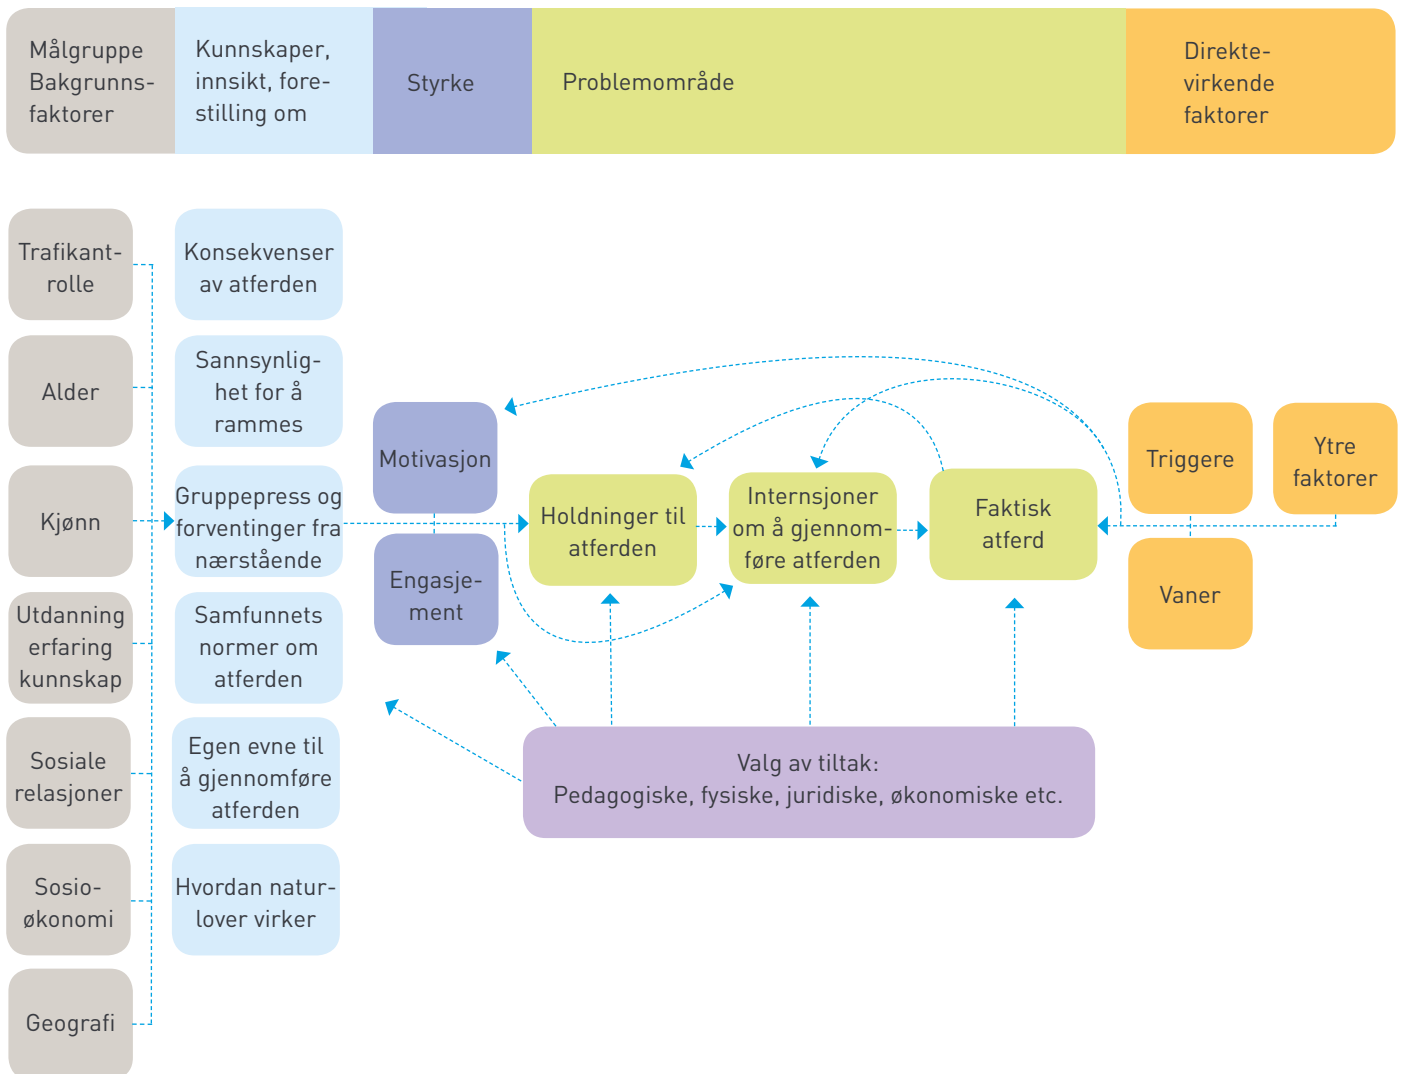 Målgruppe
Bakgrunns-
faktorer
Kunnskaper,
innsikt, fore-
stilling om
Styrke
Problemområde
Direkte-
virkende
faktorer
Trafikant-
rolle
Alder
Kjønn
Utdanning
erfaring
kunnskap
Sosiale
relasjoner
Sosio-
økonomi
Geografi
Konsekvenser
av atferden
Sannsynlig-
het for å
rammes
Gruppepress og
forventinger fra
nærstående
Samfunnets
normer om
atferden
Egen evne til
å gjennomføre
atferden
Hvordan natur-
lover virker
Motivasjon
Engasje-
ment
Holdninger til
atferden
Internsjoner
om å gjennom-
føre atferden
Faktisk
atferd
Triggere
Vaner
Ytre
faktorer
Valg av tiltak:
Pedagogiske, fysiske, juridiske, økonomiske etc.